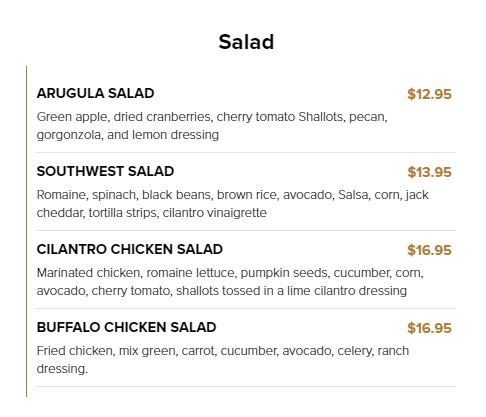 Salad
ARUGULA SALAD $12.95
Green apple, dried cranberries, cherry tomato Shallots, pecan,
gorgonzola, and lemon dressing
SOUTHWEST SALAD $13.95
Romaine, spinach, black beans, brown rice, avocado, Salsa, corn, jack
cheddar, tortilla strips, cilantro vinaigrette
CILANTRO CHICKEN SALAD $16.95
Marinated chicken, romaine lettuce, pumpkin seeds, cucumber, corn,
avocado, cherry tomato, shallots tossed in a lime cilantro dressing
BUFFALO CHICKEN SALAD $16.95
Fried chicken, mix green, carrot, cucumber, avocado, celery, ranch
dressing.